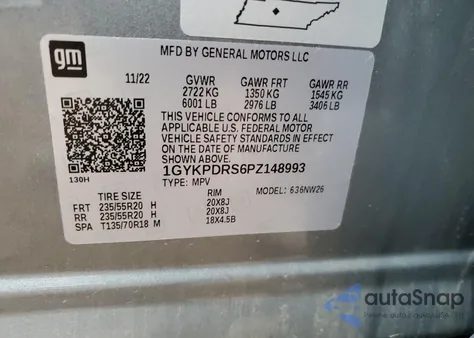 gm
MFD BY GENERAL MOTORS LLC
11/22 GVWR GAWR FRT GAWR RR
2722 KG 1350 KG 1545 KG
6001 LB 2976 LB 3406 LB
THIS VEHICLE CONFORMS TO ALL
APPLICABLE U.S. FEDERAL MOTOR
VEHICLE SAFETY STANDARDS IN EFFECT
ON THE DATE OF MANUFACTURE
SHOWN ABOVE.
130H
1GYKPDRS6PZ148993
TYPE: MPV MODEL: 636NW26
TIRE SIZE RIM
FRT 235/55R20 H 20X8J
RR 235/55R20 H 20X8J
SPA T135/70R18 M 18X4.5B
autoSnap